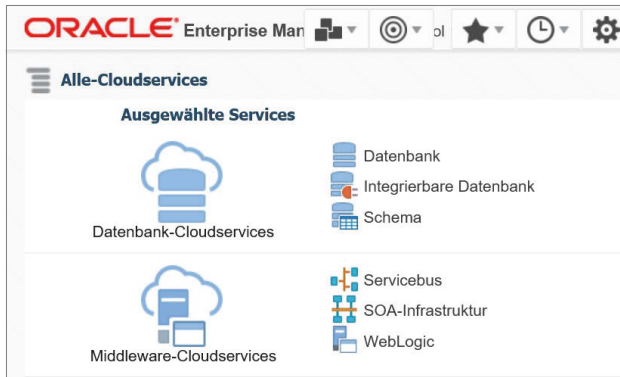 ORACLE Enterprise Man ol
Alle-Cloudservices
Ausgewählte Services
Datenbank
Integrierbare Datenbank
Schema
Datenbank-Cloudservices
Servicebus
SOA-Infrastruktur
WebLogic
Middleware-Cloudservices